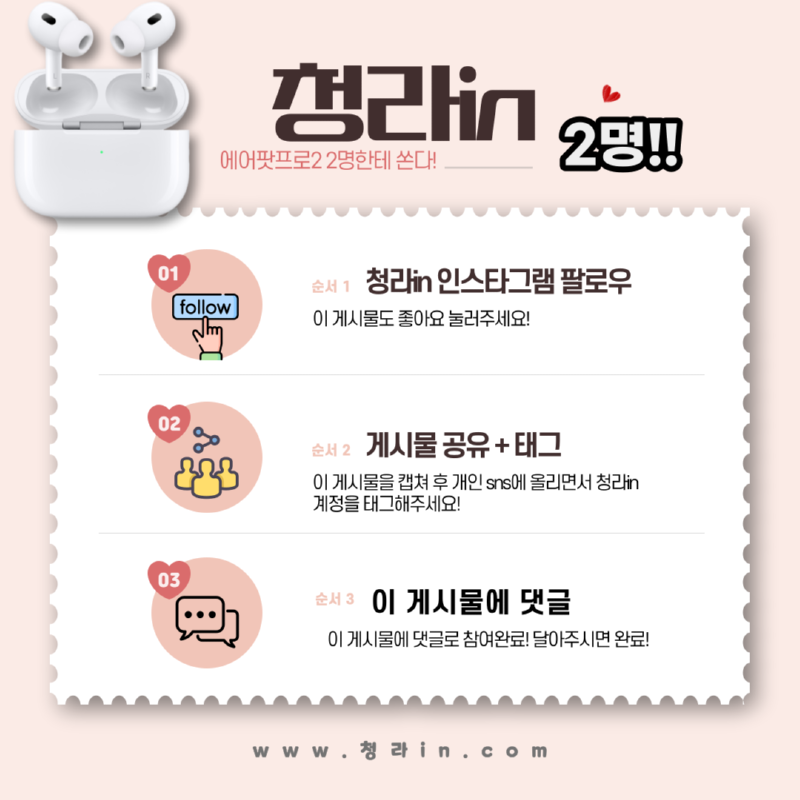 청라in
2명!!
에어팟프로2 2명한테 쏜다!
01
follow
순서 1 청라in 인스타그램 팔로우
이 게시물도 좋아요 눌러주세요!
02
순서 2 게시물 공유 + 태그
이 게시물을 캡쳐 후 개인 sns에 올리면서 청라in
계정을 태그해주세요!
03
순서 3 이 게시물에 댓글
이 게시물에 댓글로 참여완료! 달아주시면 완료!
www.청라in.com